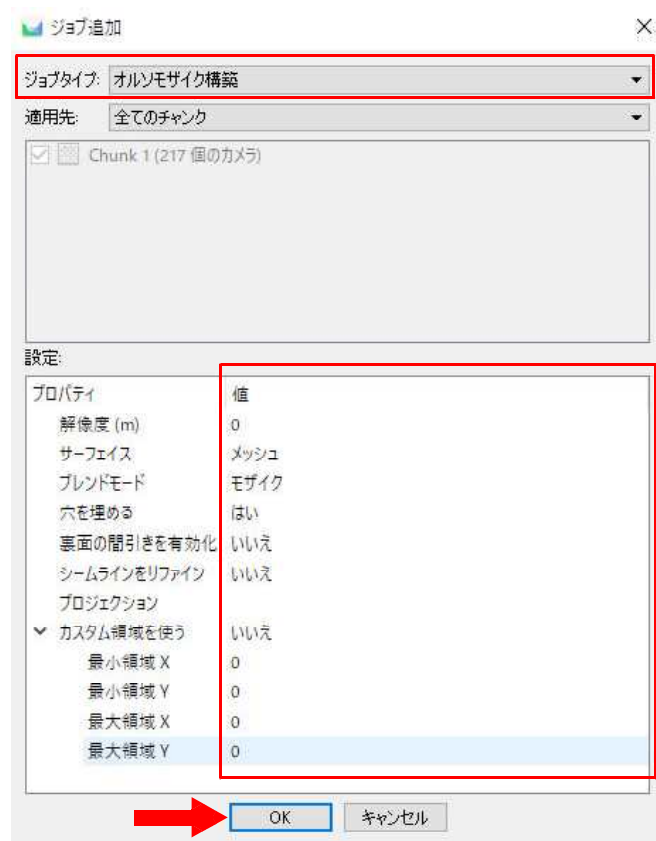 ジョブ追加
ジョブタイプ: オルソモザイク構築
適用先: 全てのチャンク
Chunk 1 (217 個のカメラ)
設定:
プロパティ 値
解像度 (m) 0
サーフェイス メッシュ
ブレンドモード モザイク
穴を埋める はい
裏面の間引きを有効化 いいえ
シームラインをリファイン いいえ
プロジェクション
カスタム領域を使う いいえ
最小領域 X 0
最小領域 Y 0
最大領域 X 0
最大領域 Y 0
OK キャンセル